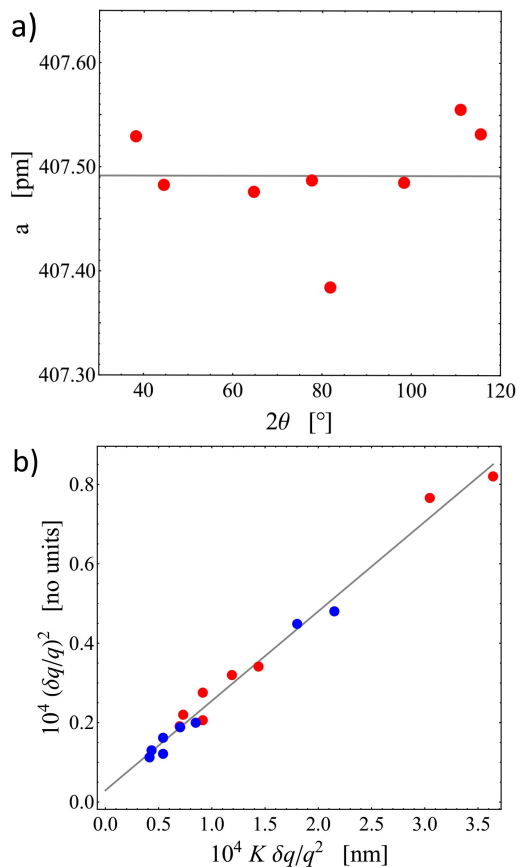 a)
407.60
407.50
407.40
407.30
a [pm]
40 60 80 100 120
2θ [°]
b)
0.8
0.6
0.4
0.2
0.0
10⁴ (δq/q)² [no units]
0.0 0.5 1.0 1.5 2.0 2.5 3.0 3.5
10⁴ K δq/q² [nm]